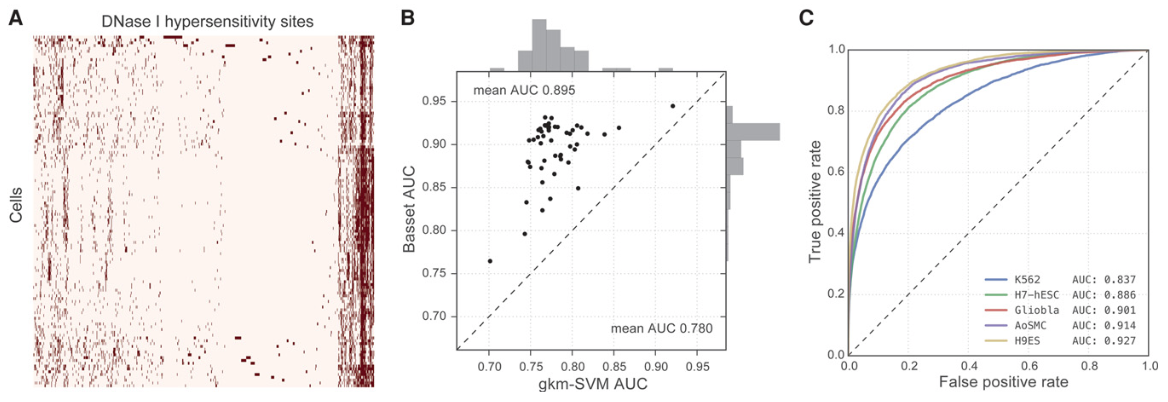 A
DNase I hypersensitivity sites
Cells
B
mean AUC 0.895
mean AUC 0.780
Basset AUC
0.95
0.90
0.85
0.80
0.75
0.70
0.70 0.75 0.80 0.85 0.90 0.95
gkm-SVM AUC
C
True positive rate
1.0
0.8
0.6
0.4
0.2
0.0
K562 AUC: 0.837
H7-hESC AUC: 0.886
Gliobla AUC: 0.901
AoSMC AUC: 0.914
H9ES AUC: 0.927
0.2 0.4 0.6 0.8 1.0
False positive rate